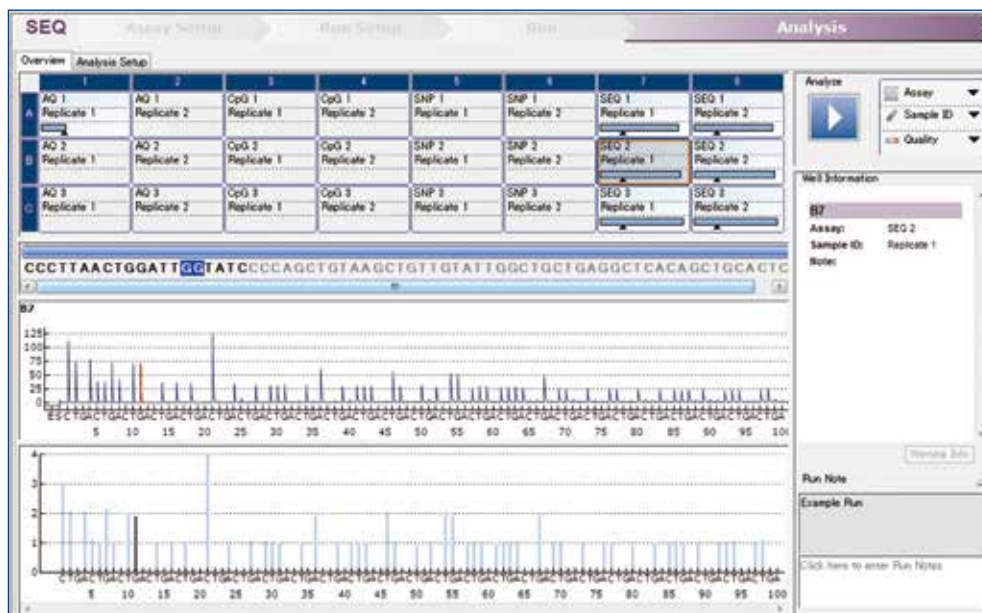 SEQ Assay Setup Run Setup Run Analysis
Overview Analysis Setup
1 2 3 4 5 6 7 8
A
AQ 1 AQ 1 CpG 1 CpG 1 SNP 1 SNP 1 SEQ 1 SEQ 1
Replicate 1 Replicate 2 Replicate 1 Replicate 2 Replicate 1 Replicate 2 Replicate 1 Replicate 2
B
AQ 2 AQ 2 CpG 2 CpG 2 SNP 2 SNP 2 SEQ 2 SEQ 2
Replicate 1 Replicate 2 Replicate 1 Replicate 2 Replicate 1 Replicate 2 Replicate 1 Replicate 2
C
AQ 3 AQ 3 CpG 3 CpG 3 SNP 3 SNP 3 SEQ 3 SEQ 3
Replicate 1 Replicate 2 Replicate 1 Replicate 2 Replicate 1 Replicate 2 Replicate 1 Replicate 2
CCCTTAACTGGATTGGTATCCCCAGCTGTAAGCTGTTGTATTGGCTGCTGAGGCTCACAGCTGCACTC
B7
125
100
75
50
25
0
5 10 15 20 25 30 35 40 45 50 55 60 65 70 75 80 85 90 95 100
4
3
2
1
0
5 10 15 20 25 30 35 40 45 50 55 60 65 70 75 80 85 90 95 100
Analyze
Assay
Sample ID
Quality
Well Information
B7
Assay: SEQ 2
Sample ID: Replicate 1
Note:
Warning Info
Run Note
Example Run
Click here to enter Run Notes